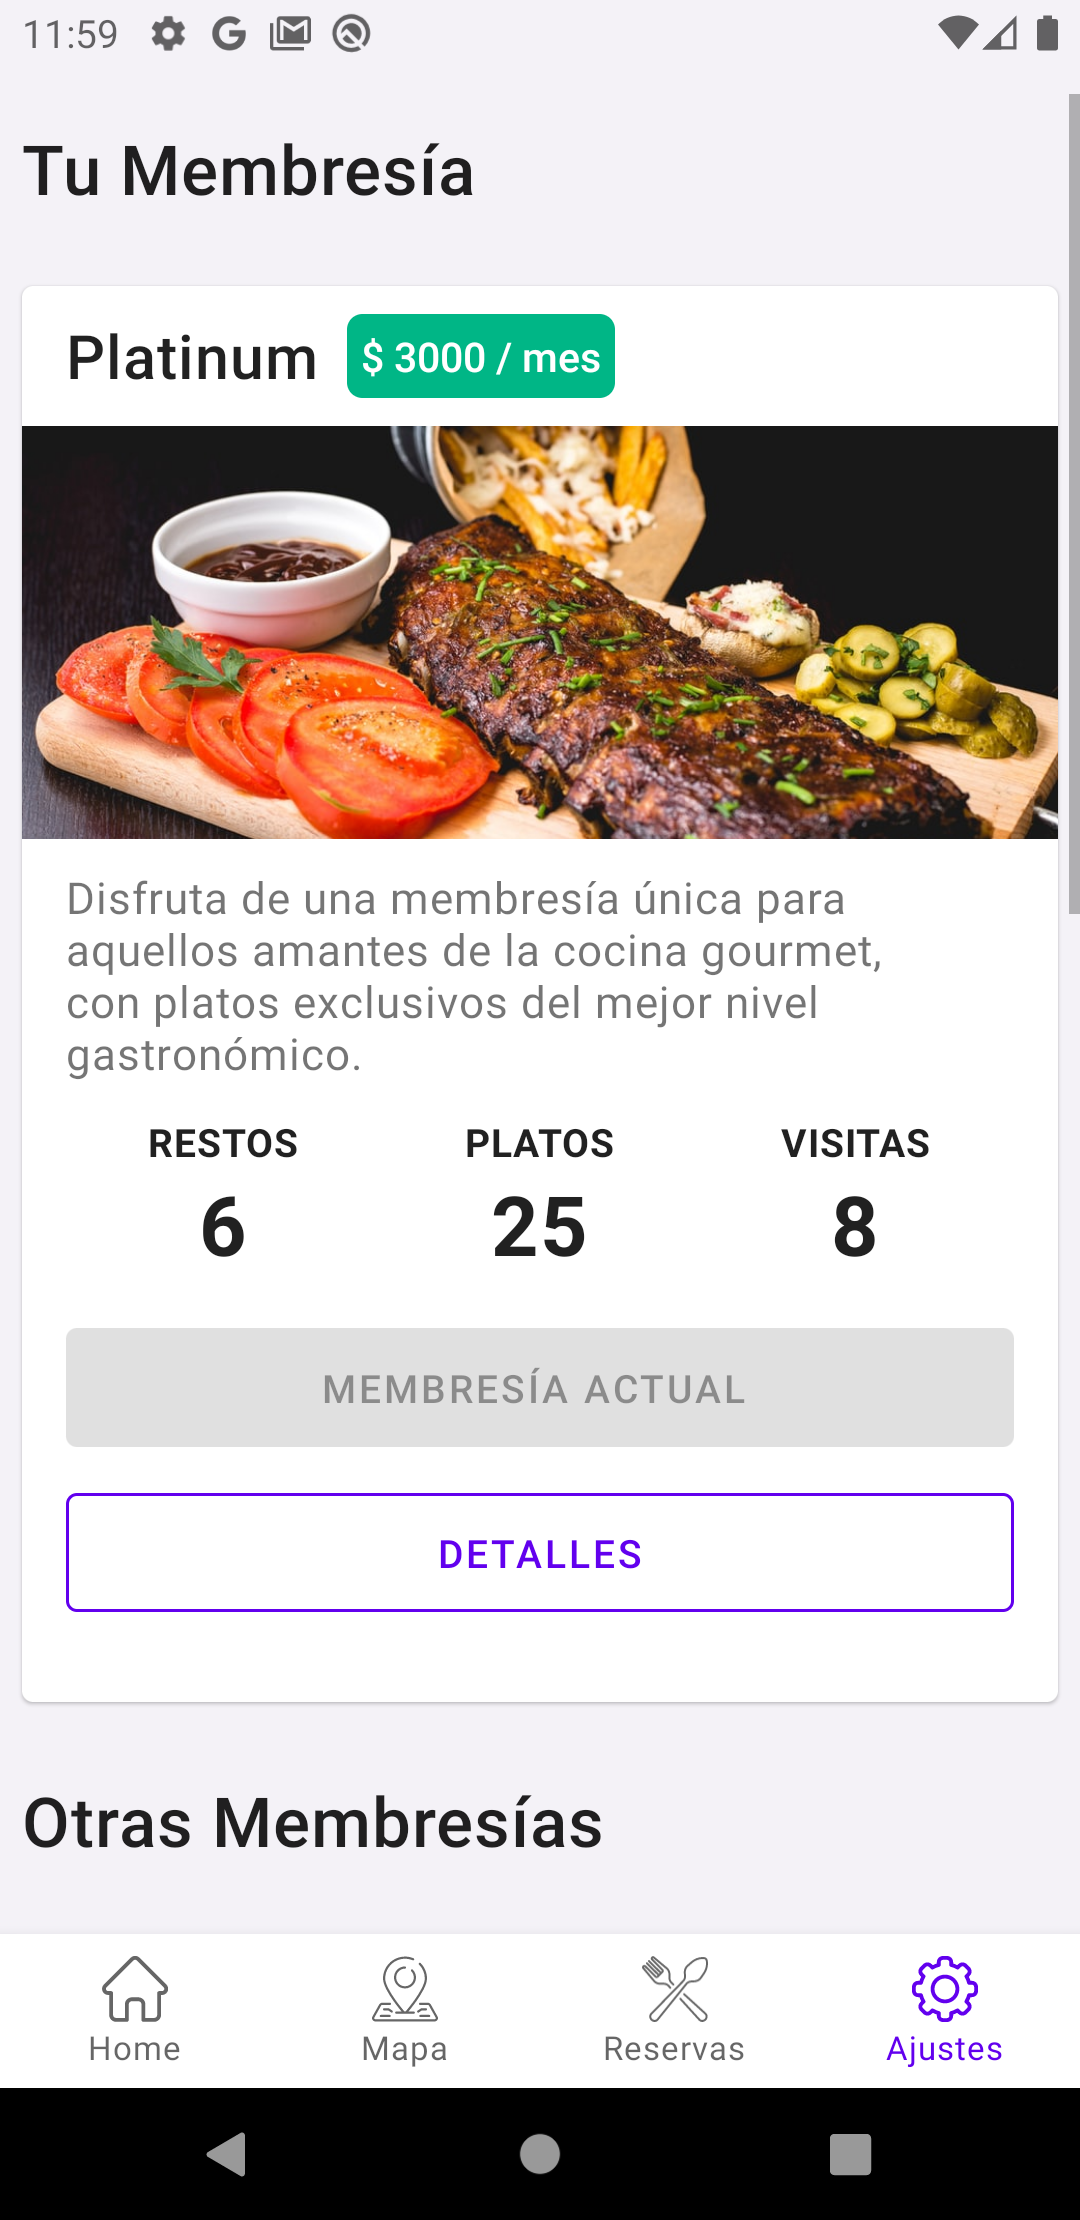 11:59
Tu Membresía
Platinum
$ 3000 / mes
Disfruta de una membresía única para
aquellos amantes de la cocina gourmet,
con platos exclusivos del mejor nivel
gastronómico.
RESTOS PLATOS VISITAS
6 25 8
MEMBRESÍA ACTUAL
DETALLES
Otras Membresías
Home Mapa Reservas Ajustes